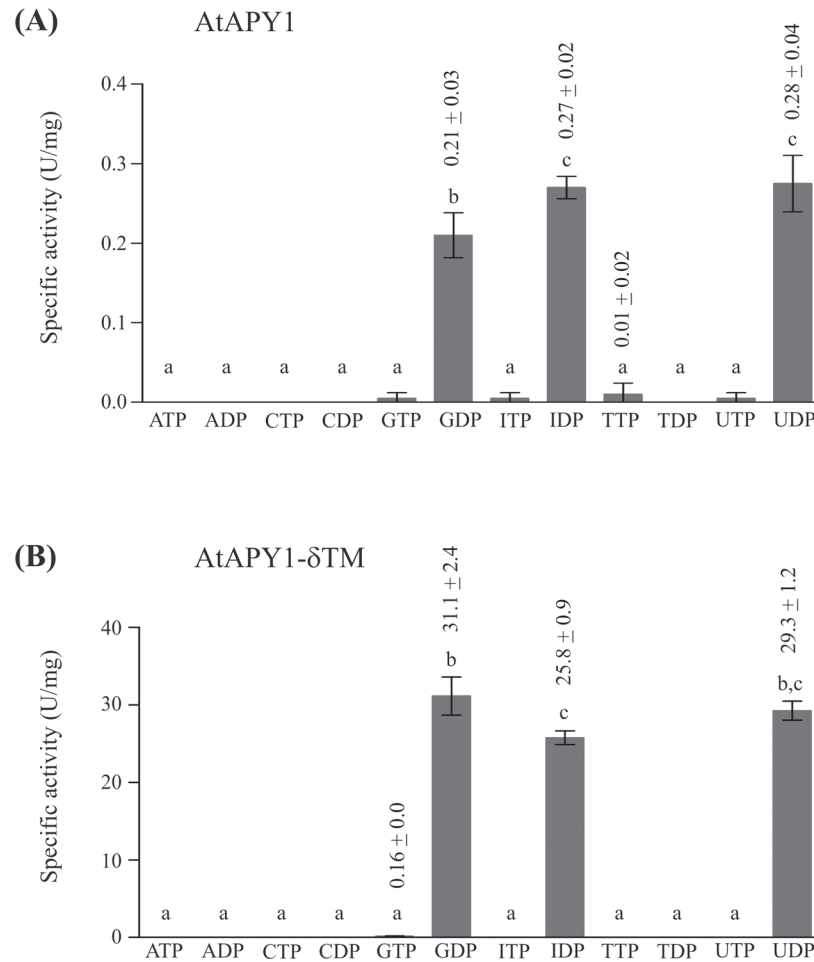 (A) AtAPY1
Specific activity (U/mg)
0.4
0.3
0.2
0.1
0.0
a a a a a b a c a a a c
0.21 ± 0.03
0.27 ± 0.02
0.01 ± 0.02
0.28 ± 0.04
ATP ADP CTP CDP GTP GDP ITP IDP TTP TDP UTP UDP
(B) AtAPY1-δTM
Specific activity (U/mg)
40
30
20
10
0
a a a a a b a c a a a b,c
0.16 ± 0.0
31.1 ± 2.4
25.8 ± 0.9
29.3 ± 1.2
ATP ADP CTP CDP GTP GDP ITP IDP TTP TDP UTP UDP